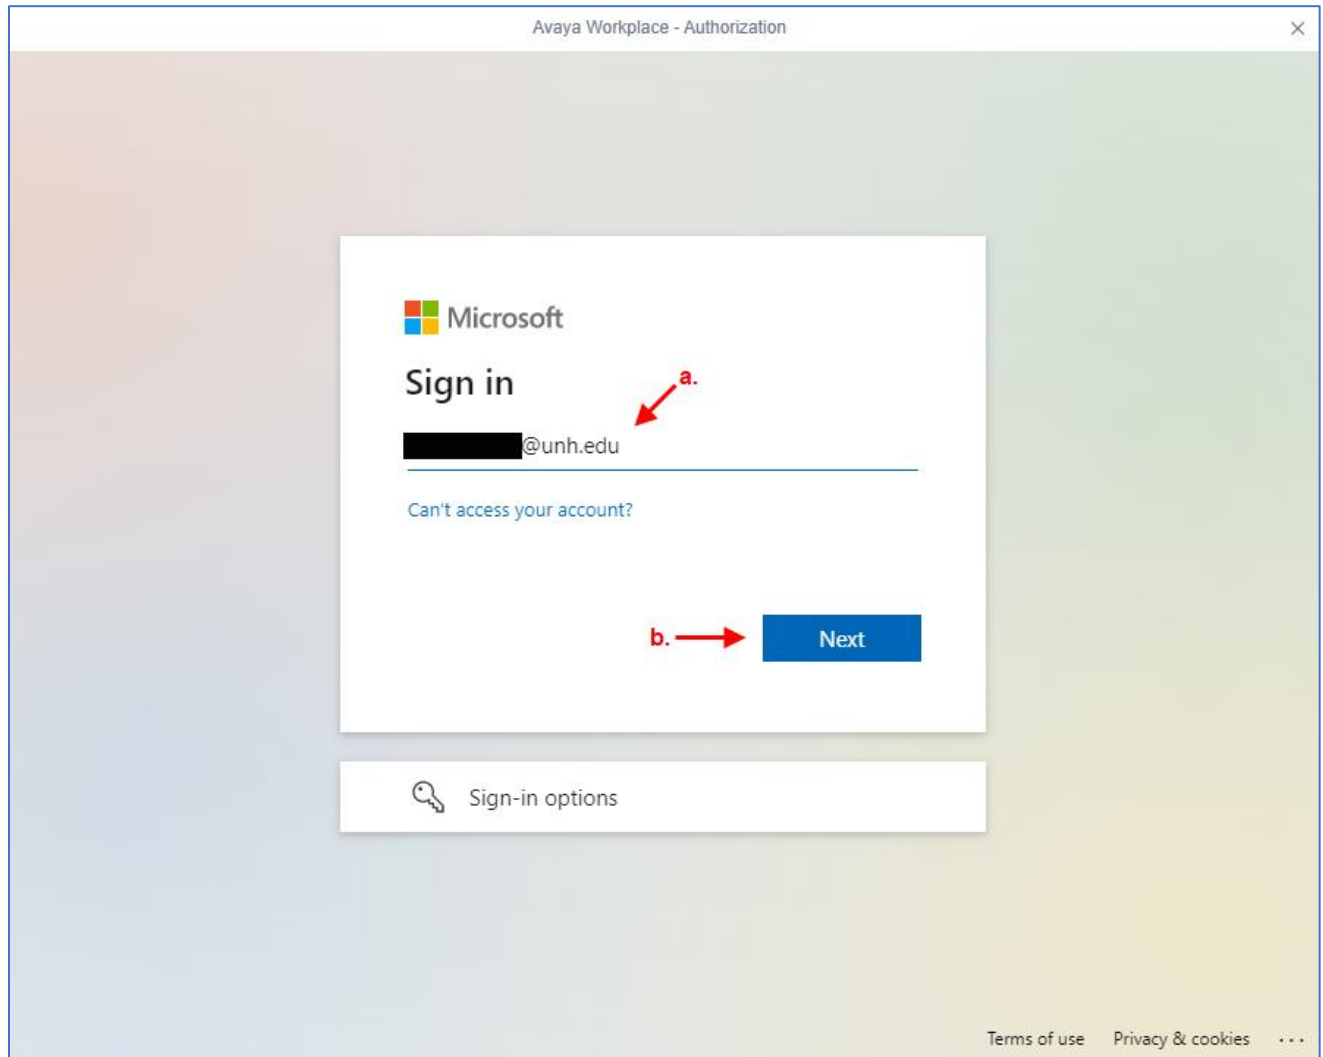 Avaya Workplace - Authorization
Microsoft
Sign in
a.
@unh.edu
Can't access your account?
b.
Next
Sign-in options
Terms of use Privacy & cookies ...